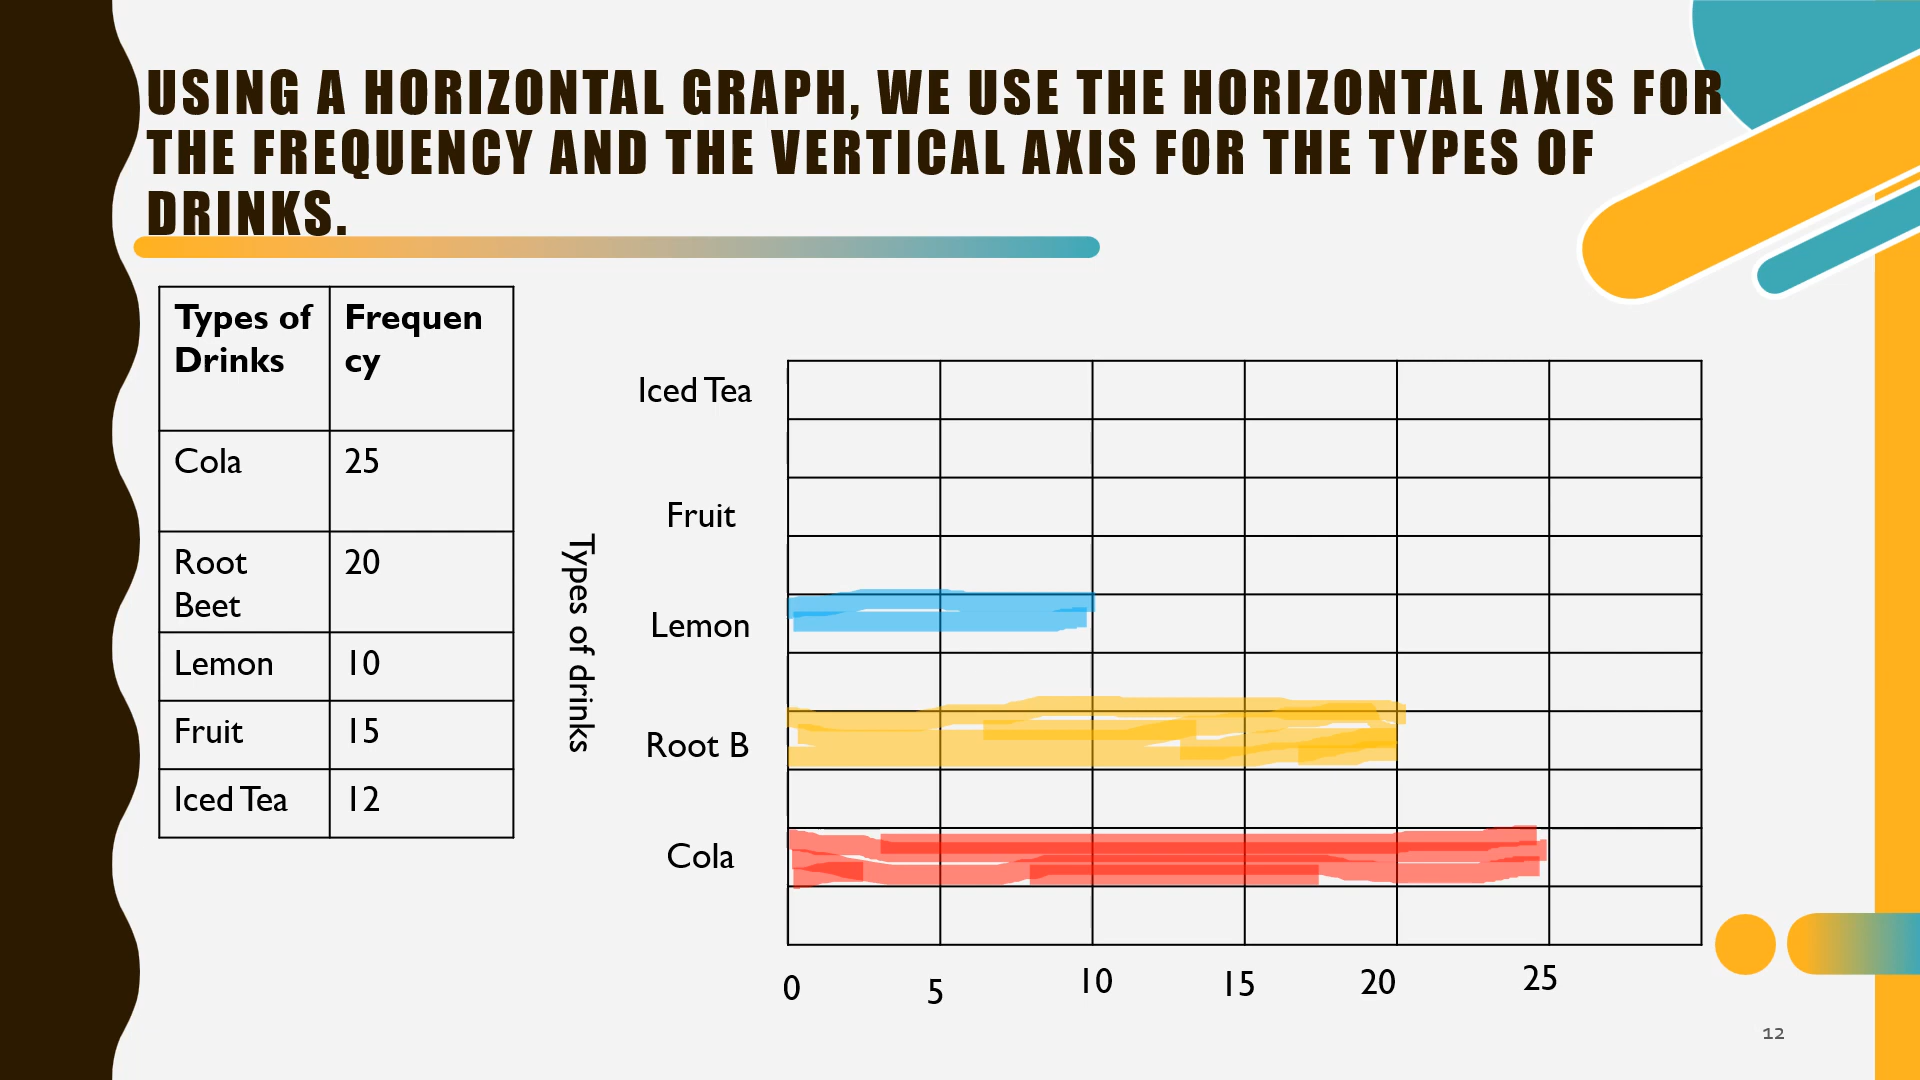 USING A HORIZONTAL GRAPH, WE USE THE HORIZONTAL AXIS FOR
THE FREQUENCY AND THE VERTICAL AXIS FOR THE TYPES OF
DRINKS.
Types of Drinks Frequen cy
Cola 25
Root Beet 20
Lemon 10
Fruit 15
Iced Tea 12
Types of drinks
Iced Tea
Fruit
Lemon
Root B
Cola
0 5 10 15 20 25
12